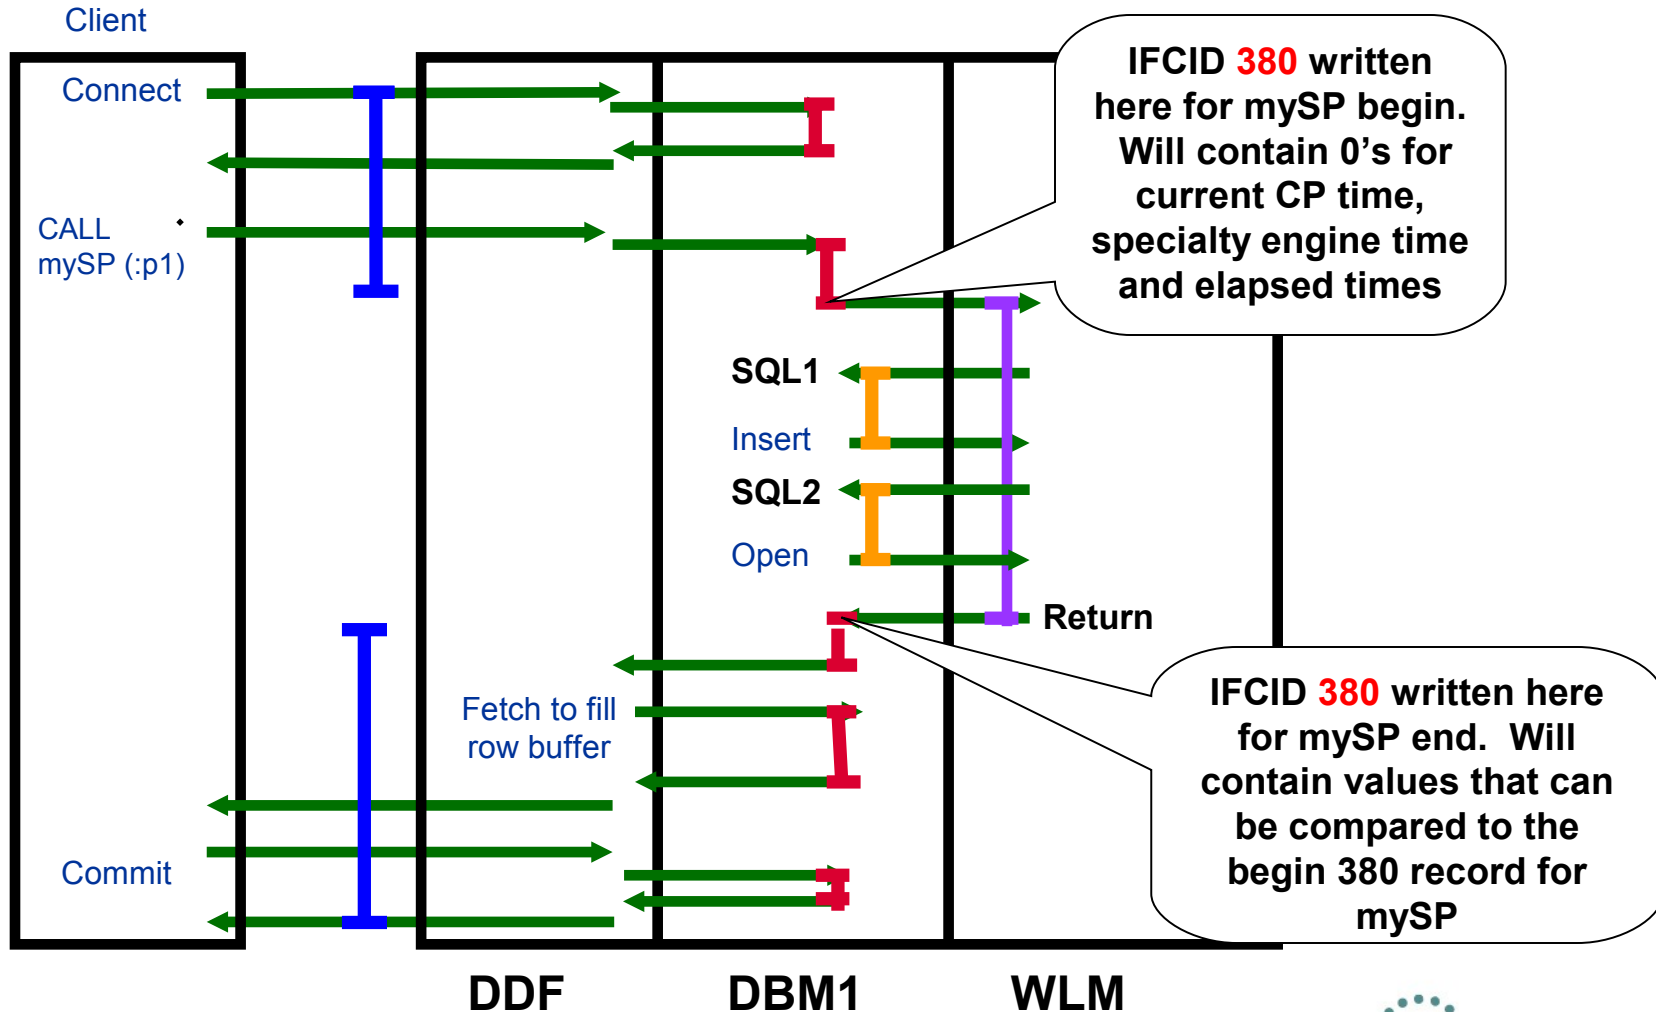 Client
Connect
CALL
mySP (:p1)
IFCID 380 written
here for mySP begin.
Will contain 0's for
current CP time,
specialty engine time
and elapsed times
SQL1
Insert
SQL2
Open
Return
Fetch to fill
row buffer
IFCID 380 written here
for mySP end. Will
contain values that can
be compared to the
begin 380 record for
mySP
Commit
DDF
DBM1
WLM